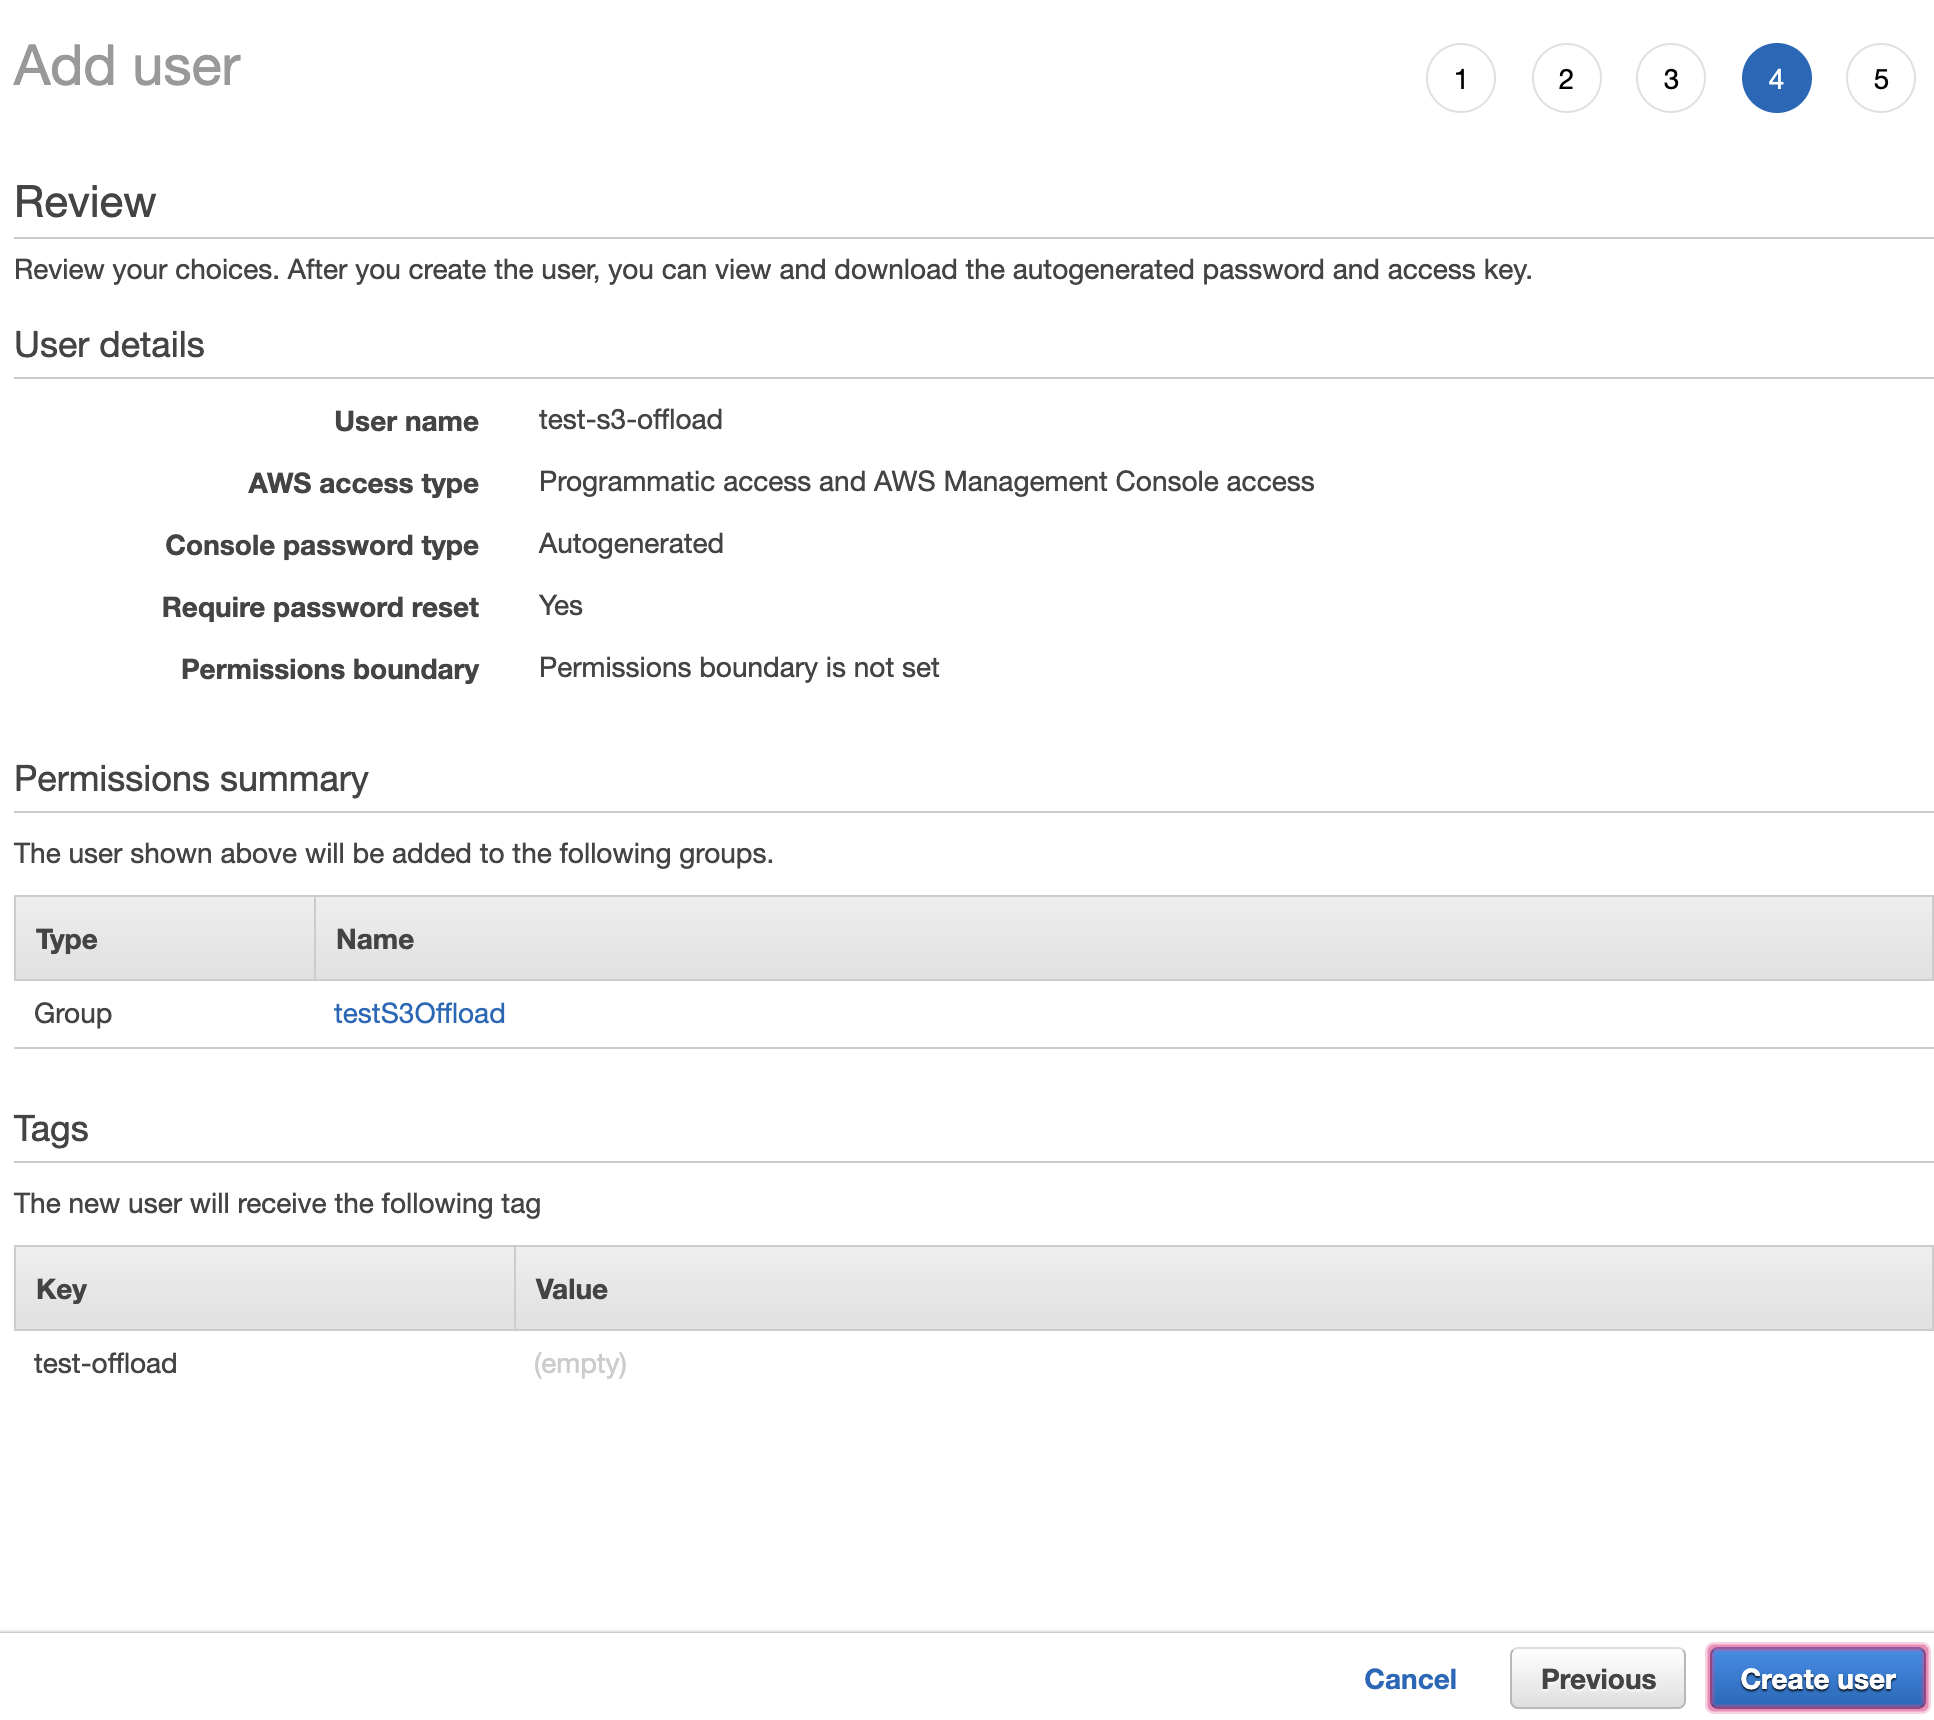 Add user
1 2 3 4 5
Review
Review your choices. After you create the user, you can view and download the autogenerated password and access key.
User details
User name test-s3-offload
AWS access type Programmatic access and AWS Management Console access
Console password type Autogenerated
Require password reset Yes
Permissions boundary Permissions boundary is not set
Permissions summary
The user shown above will be added to the following groups.
Type Name
Group testS3Offload
Tags
The new user will receive the following tag
Key Value
test-offload (empty)
Cancel Previous Create user